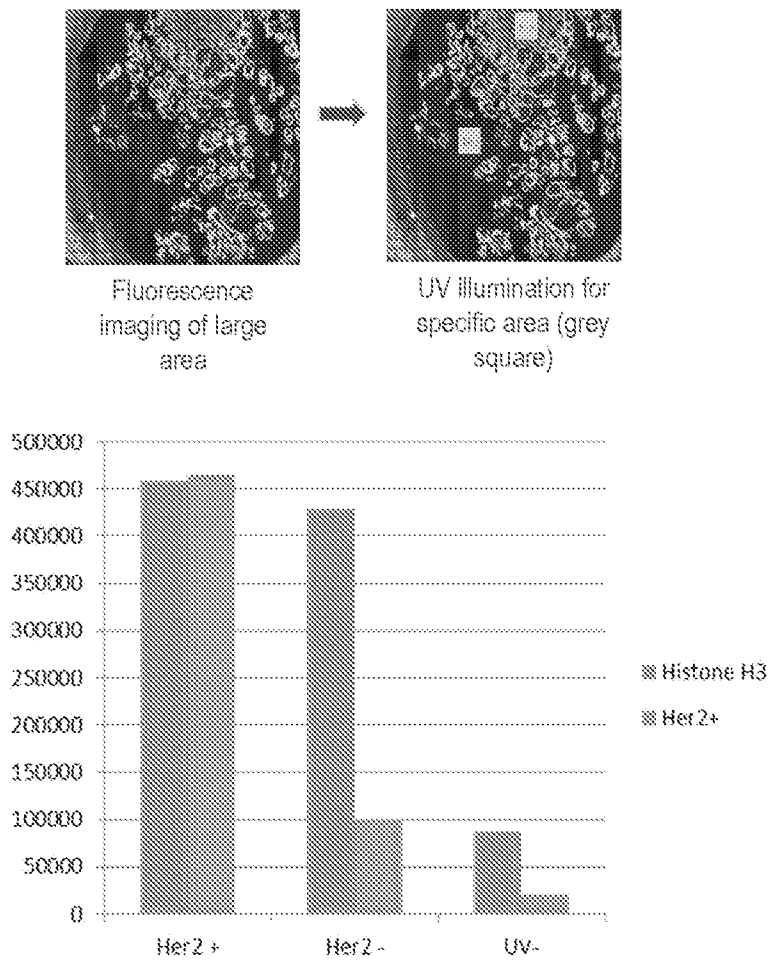 Fluorescence
imaging of large
area
UV illumination for
specific area (grey
square)
500000
450000
400000
350000
300000
250000
200000
150000
100000
50000
0
Her2 +
Her2 -
UV-
Histone H3
Her2+